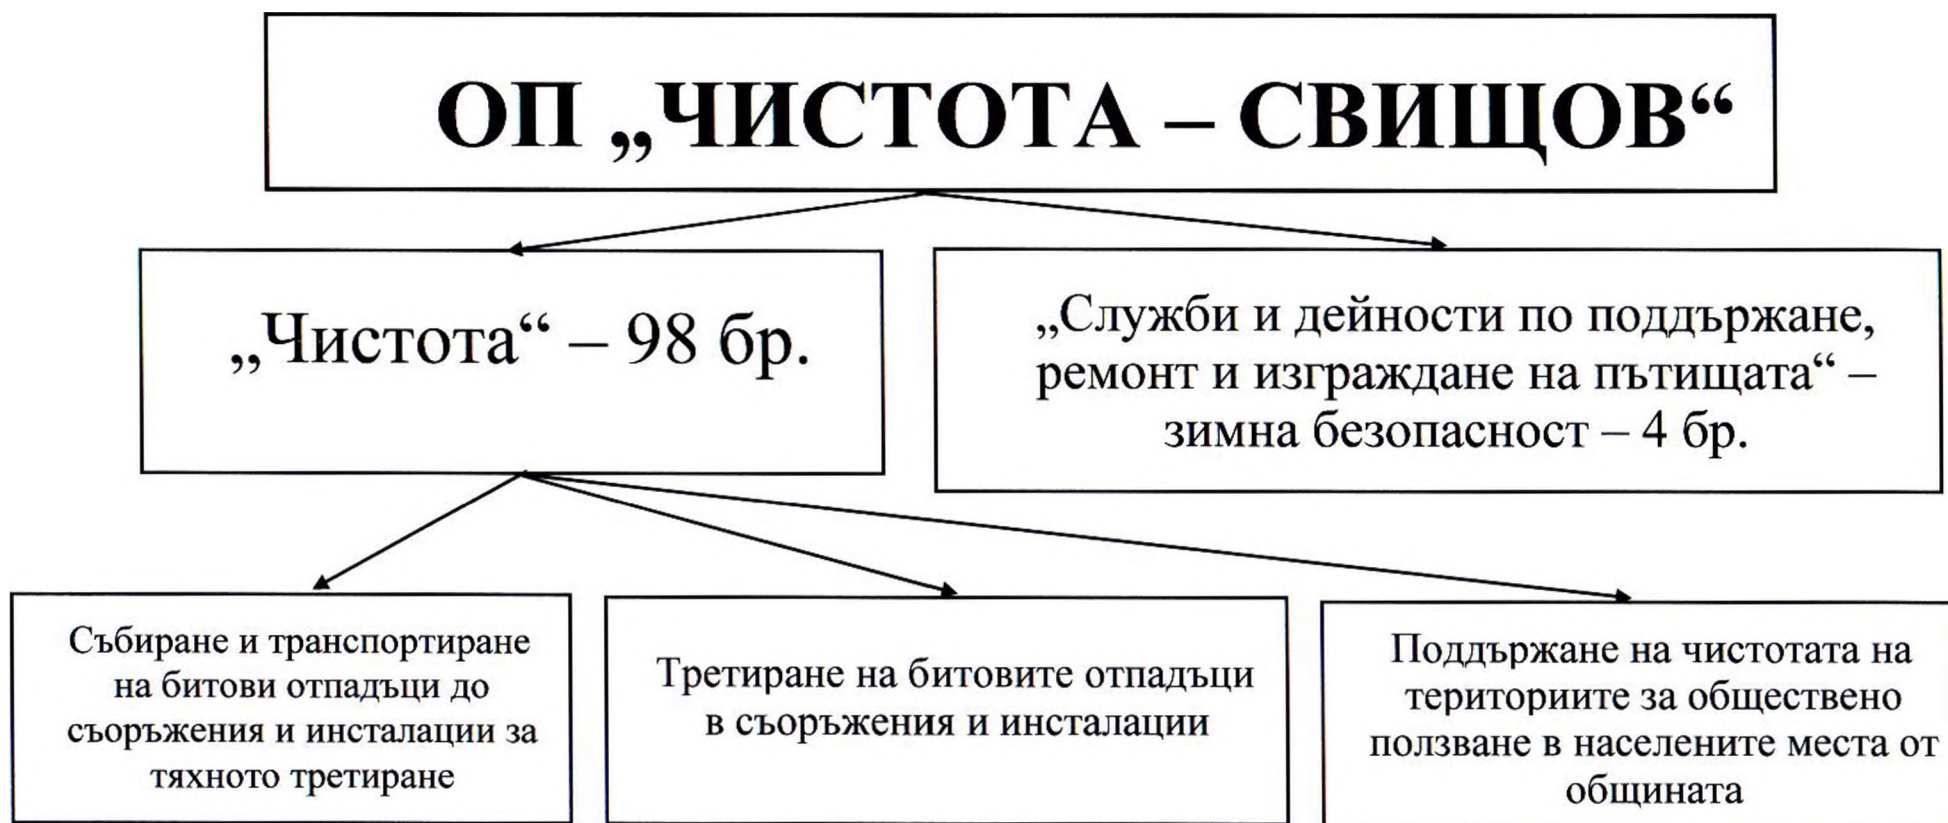 ОП „ЧИСТОТА – СВИЩОВ“
„Чистота“ – 98 бр.
„Служби и дейности по поддържане,
ремонт и изграждане на пътищата“ –
зимна безопасност – 4 бр.
Събиране и транспортиране
на битови отпадъци до
съоръжения и инсталации за
тяхното третиране
Третиране на битовите отпадъци
в съоръжения и инсталации
Поддържане на чистотата на
териториите за обществено
ползване в населените места от
общината